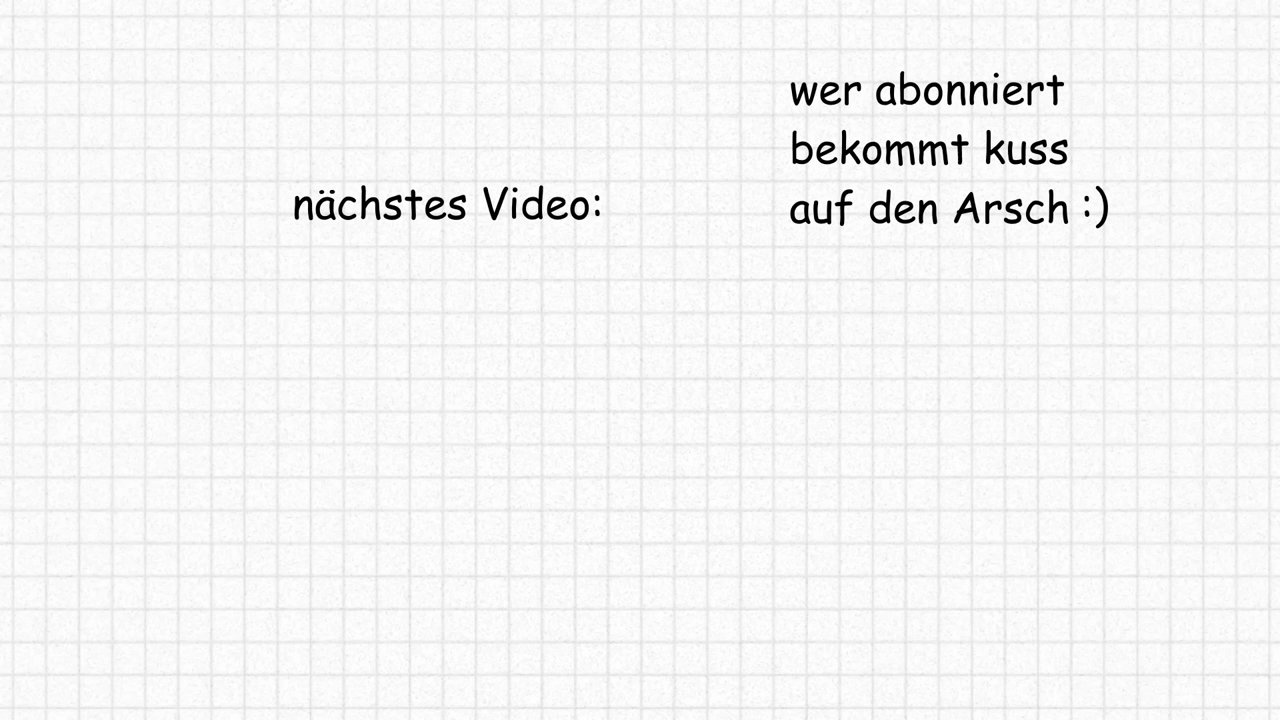 nächstes Video:
wer abonniert
bekommt kuss
auf den Arsch :)